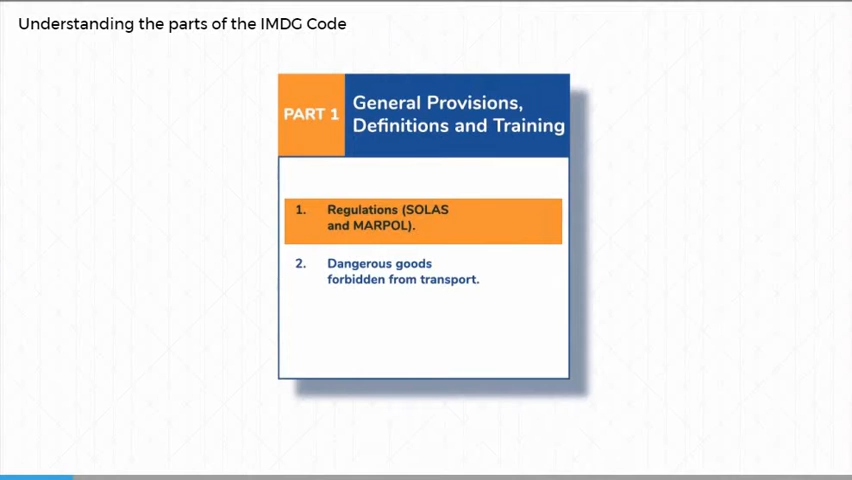 Understanding the parts of the IMDG Code
PART 1
General Provisions,
Definitions and Training
1. Regulations (SOLAS
and MARPOL).
2. Dangerous goods
forbidden from transport.